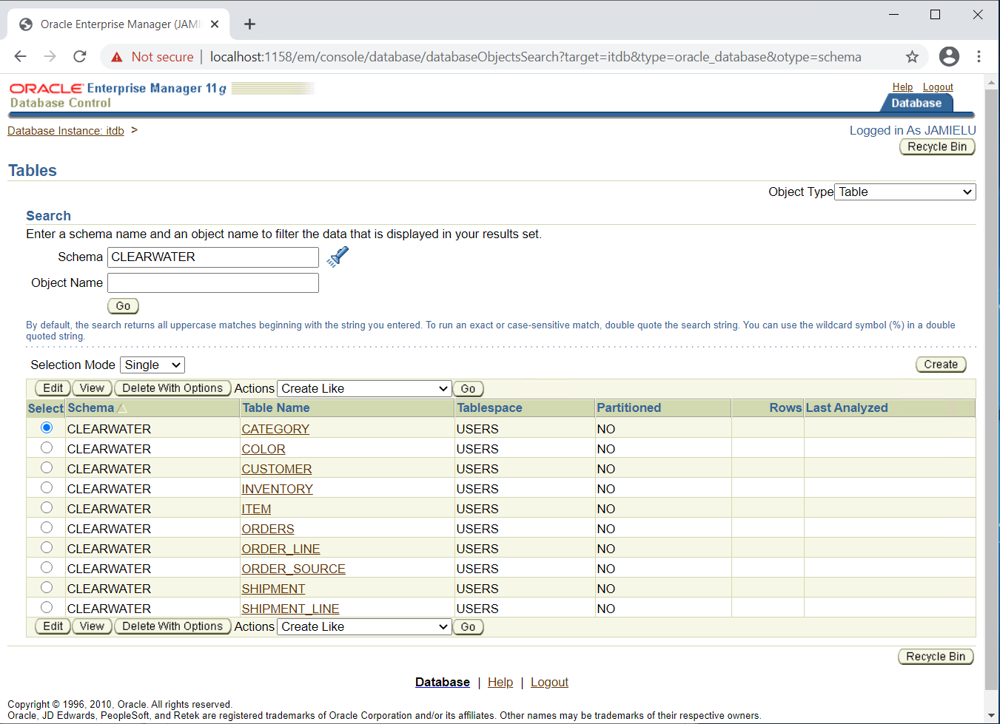 Oracle Enterprise Manager (JAMI
Not secure | localhost:1158/em/console/database/databaseObjectsSearch?target=itdb&type=oracle_database&otype=schema
ORACLE Enterprise Manager 11g
Database Control
Help Logout
Database
Database Instance: itdb >
Logged in As JAMIELU
Recycle Bin
Tables
Object Type Table
Search
Enter a schema name and an object name to filter the data that is displayed in your results set.
Schema CLEARWATER
Object Name
Go
By default, the search returns all uppercase matches beginning with the string you entered. To run an exact or case-sensitive match, double quote the search string. You can use the wildcard symbol (%) in a double
quoted string.
Selection Mode Single
Create
Edit View Delete With Options Actions Create Like Go
Select Schema Table Name Tablespace Partitioned Rows Last Analyzed
CLEARWATER CATEGORY USERS NO
CLEARWATER COLOR USERS NO
CLEARWATER CUSTOMER USERS NO
CLEARWATER INVENTORY USERS NO
CLEARWATER ITEM USERS NO
CLEARWATER ORDERS USERS NO
CLEARWATER ORDER_LINE USERS NO
CLEARWATER ORDER_SOURCE USERS NO
CLEARWATER SHIPMENT USERS NO
CLEARWATER SHIPMENT_LINE USERS NO
Edit View Delete With Options Actions Create Like Go
Recycle Bin
Database | Help | Logout
Copyright © 1996, 2010, Oracle. All rights reserved.
Oracle, JD Edwards, PeopleSoft, and Retek are registered trademarks of Oracle Corporation and/or its affiliates. Other names may be trademarks of their respective owners.